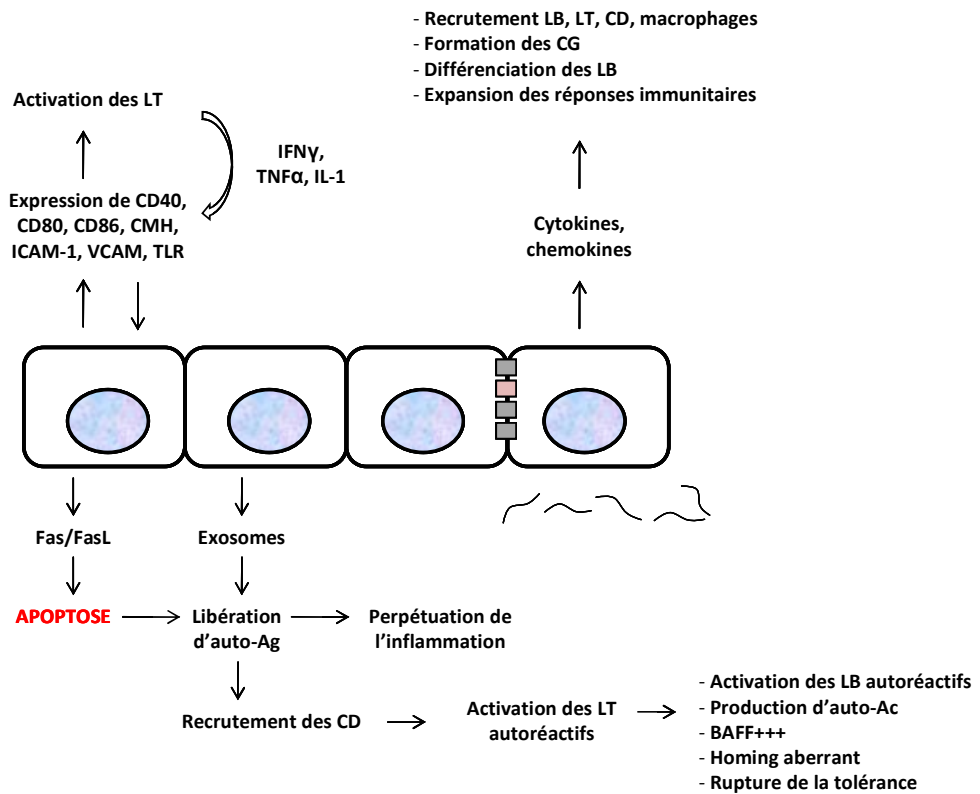 - Recrutement LB, LT, CD, macrophages
- Formation des CG
- Différenciation des LB
- Expansion des réponses immunitaires
Activation des LT
IFNγ,
TNFα, IL-1
Expression de CD40,
CD80, CD86, CMH,
ICAM-1, VCAM, TLR
Cytokines,
chemokines
Fas/FasL
Exosomes
APOPTOSE
Libération
d'auto-Ag
Perpétuation de
l'inflammation
Recrutement des CD
Activation des LT
autoréactifs
- Activation des LB autoréactifs
- Production d'auto-Ac
- BAFF+++
- Homing aberrant
- Rupture de la tolérance